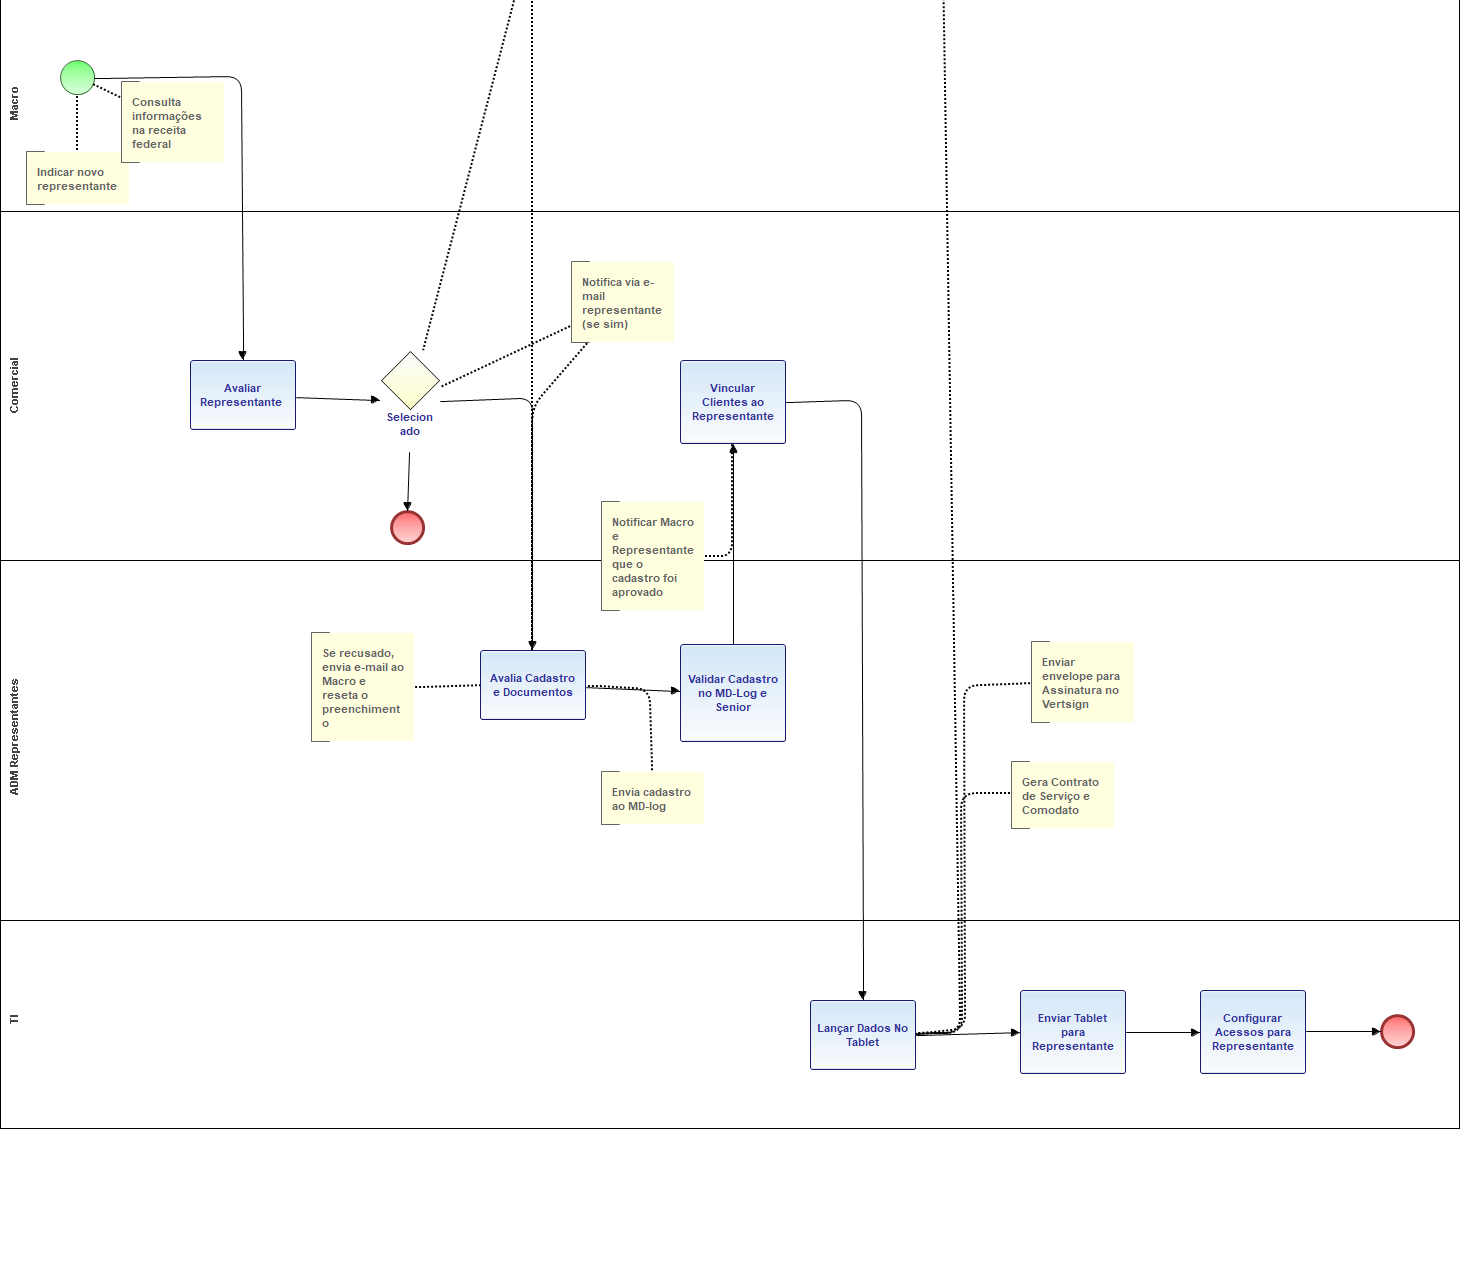 Macro
Consulta
informações
na receita
federal
Indicar novo
representante
Comercial
Notifica via e-
mail
representante
(se sim)
Avaliar
Representante
Selecion
ado
Vincular
Clientes ao
Representante
Notificar Macro
e
Representante
que o
cadastro foi
aprovado
ADM Representantes
Se recusado,
envia e-mail ao
Macro e
reseta o
preenchiment
o
Avalia Cadastro
e Documentos
Validar Cadastro
no MD-Log e
Senior
Enviar
envelope para
Assinatura no
Vertsign
Envia cadastro
ao MD-log
Gera Contrato
de Serviço e
Comodato
TI
Lançar Dados No
Tablet
Enviar Tablet
para
Representante
Configurar
Acessos para
Representante